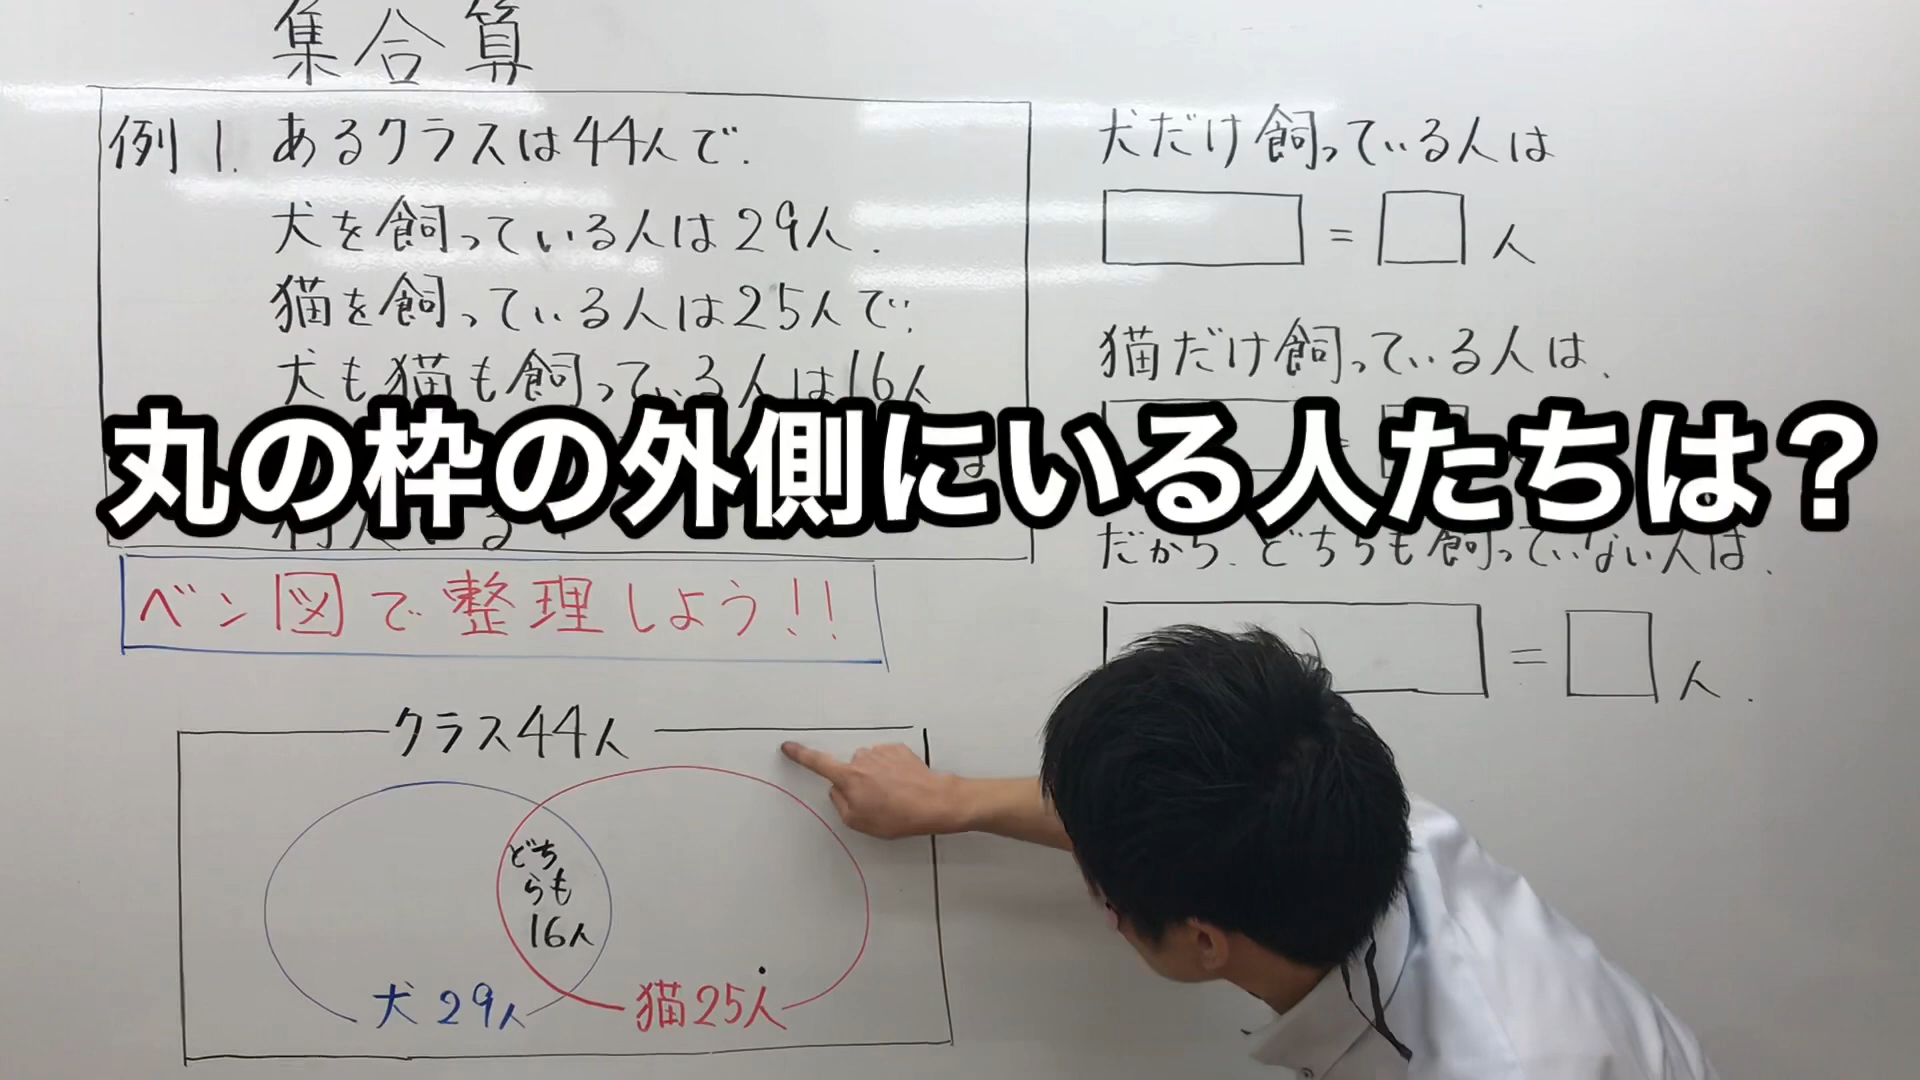 集合算
例1. あるクラスは44人で.
犬を飼っている人は29人.
猫を飼っている人は25人で.
犬も猫も飼っている人は16人
は
丸の枠の外側にいる人たちは？
ベン図で整理しよう!!
クラス44人
どち
らも
16人
犬29人
猫25人
犬だけ飼っている人は
= 人
猫だけ飼っている人は.
だから.どちらも飼っていない人は.
= 人.